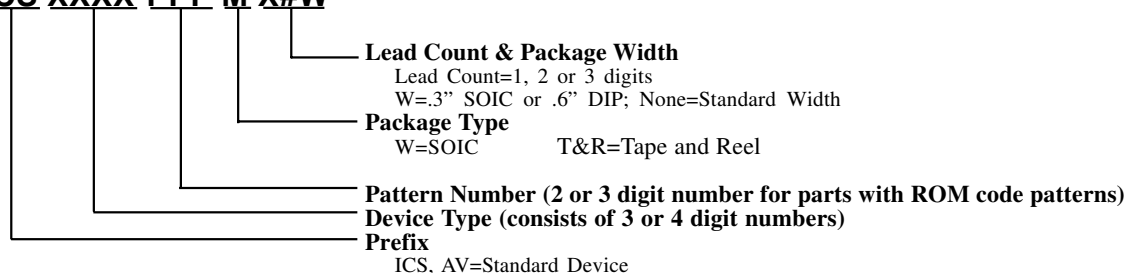 Lead Count & Package Width
Lead Count=1, 2 or 3 digits
W=.3” SOIC or .6” DIP; None=Standard Width
Package Type
W=SOIC T&R=Tape and Reel
Pattern Number (2 or 3 digit number for parts with ROM code patterns)
Device Type (consists of 3 or 4 digit numbers)
Prefix
ICS, AV=Standard Device